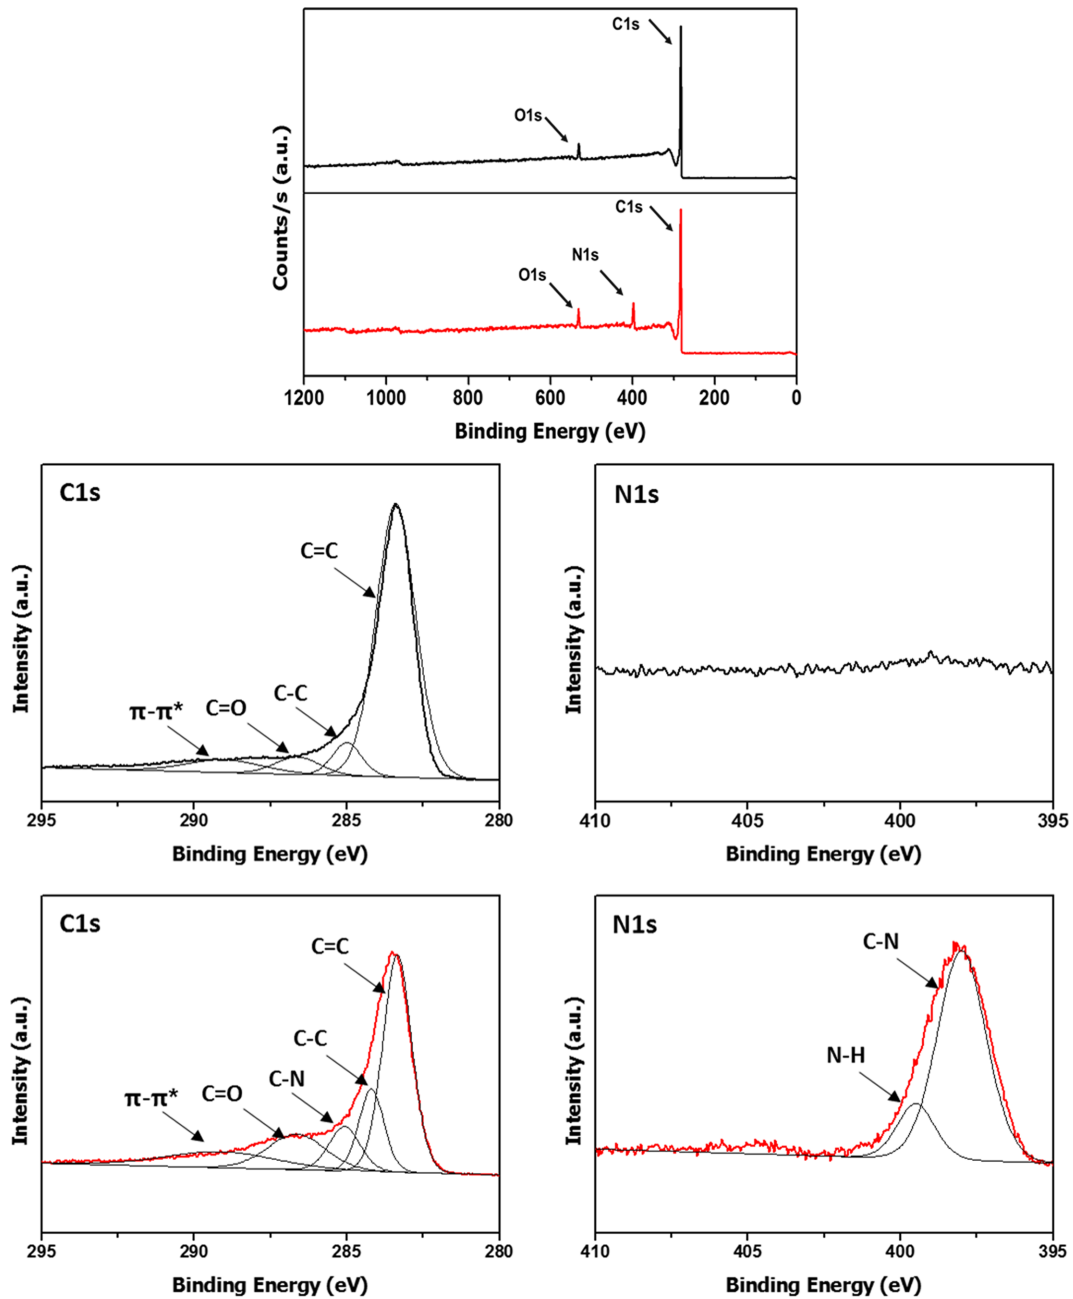 C1s
O1s
Counts/s (a.u.)
C1s
N1s
O1s
1200 1000 800 600 400 200 0
Binding Energy (eV)
C1s
C=C
C-C
C=O
π-π*
Intensity (a.u.)
295 290 285 280
Binding Energy (eV)
N1s
Intensity (a.u.)
410 405 400 395
Binding Energy (eV)
C1s
C=C
C-C
C-N
C=O
π-π*
Intensity (a.u.)
295 290 285 280
Binding Energy (eV)
N1s
C-N
N-H
Intensity (a.u.)
410 405 400 395
Binding Energy (eV)